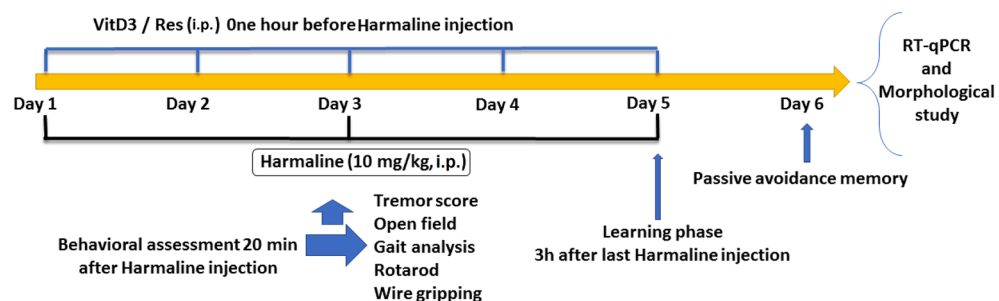 VitD3 / Res (i.p.) 0ne hour before Harmaline injection
Day 1
Day 2
Day 3
Day 4
Day 5
Day 6
RT-qPCR
and
Morphological
study
Harmaline (10 mg/kg, i.p.)
Passive avoidance memory
Behavioral assessment 20 min
after Harmaline injection
Tremor score
Open field
Gait analysis
Rotarod
Wire gripping
Learning phase
3h after last Harmaline injection